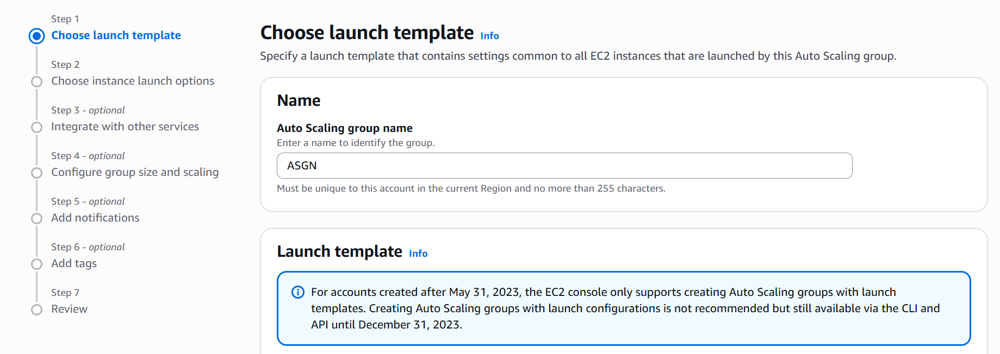 Step 1
Choose launch template
Step 2
Choose instance launch options
Step 3 - optional
Integrate with other services
Step 4 - optional
Configure group size and scaling
Step 5 - optional
Add notifications
Step 6 - optional
Add tags
Step 7
Review
Choose launch template Info
Specify a launch template that contains settings common to all EC2 instances that are launched by this Auto Scaling group.
Name
Auto Scaling group name
Enter a name to identify the group.
ASGN
Must be unique to this account in the current Region and no more than 255 characters.
Launch template Info
For accounts created after May 31, 2023, the EC2 console only supports creating Auto Scaling groups with launch
templates. Creating Auto Scaling groups with launch configurations is not recommended but still available via the CLI and
API until December 31, 2023.